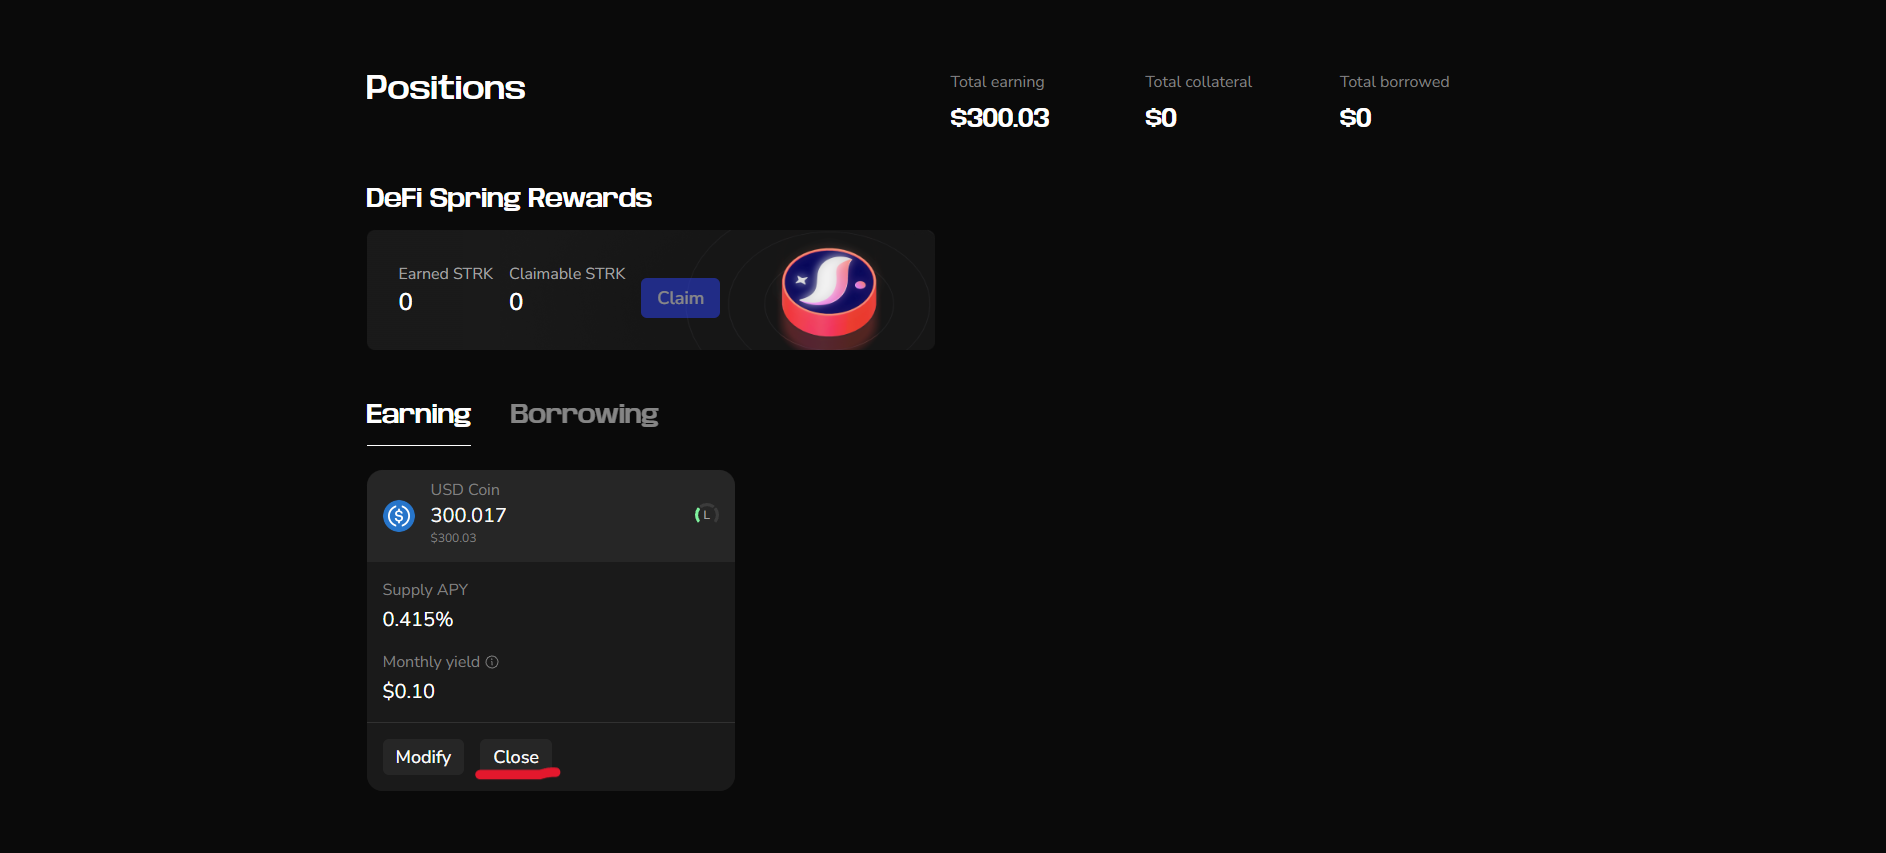 Positions
Total earning
$300.03
Total collateral
$0
Total borrowed
$0
DeFi Spring Rewards
Earned STRK
0
Claimable STRK
0
Claim
Earning
Borrowing
USD Coin
300.017
$300.03
L
Supply APY
0.415%
Monthly yield
$0.10
Modify
Close